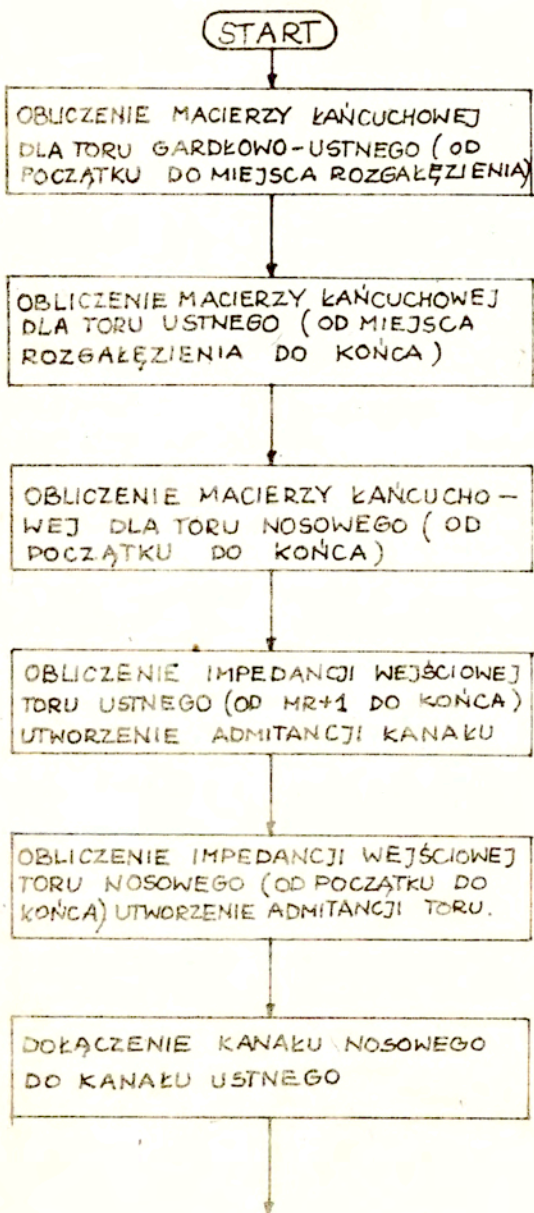 START
OBLICZENIE MACIERZY ŁAŃCUCHOWEJ
DLA TORU GARDŁOWO-USTNEGO (OD
POCZĄTKU DO MIEJSCA ROZGAŁĘZIENIA)
OBLICZENIE MACIERZY ŁAŃCUCHOWEJ
DLA TORU USTNEGO (OD MIEJSCA
ROZGAŁĘZIENIA DO KOŃCA)
OBLICZENIE MACIERZY ŁAŃCUCHO-
WEJ DLA TORU NOSOWEGO (OD
POCZĄTKU DO KOŃCA)
OBLICZENIE IMPEDANCJI WEJŚCIOWEJ
TORU USTNEGO (OD MR+1 DO KOŃCA)
UTWORZENIE ADMITANCJI KANAŁU
OBLICZENIE IMPEDANCJI WEJŚCIOWEJ
TORU NOSOWEGO (OD POCZĄTKU DO
KOŃCA) UTWORZENIE ADMITANCJI TORU.
DOŁĄCZENIE KANAŁU NOSOWEGO
DO KANAŁU USTNEGO